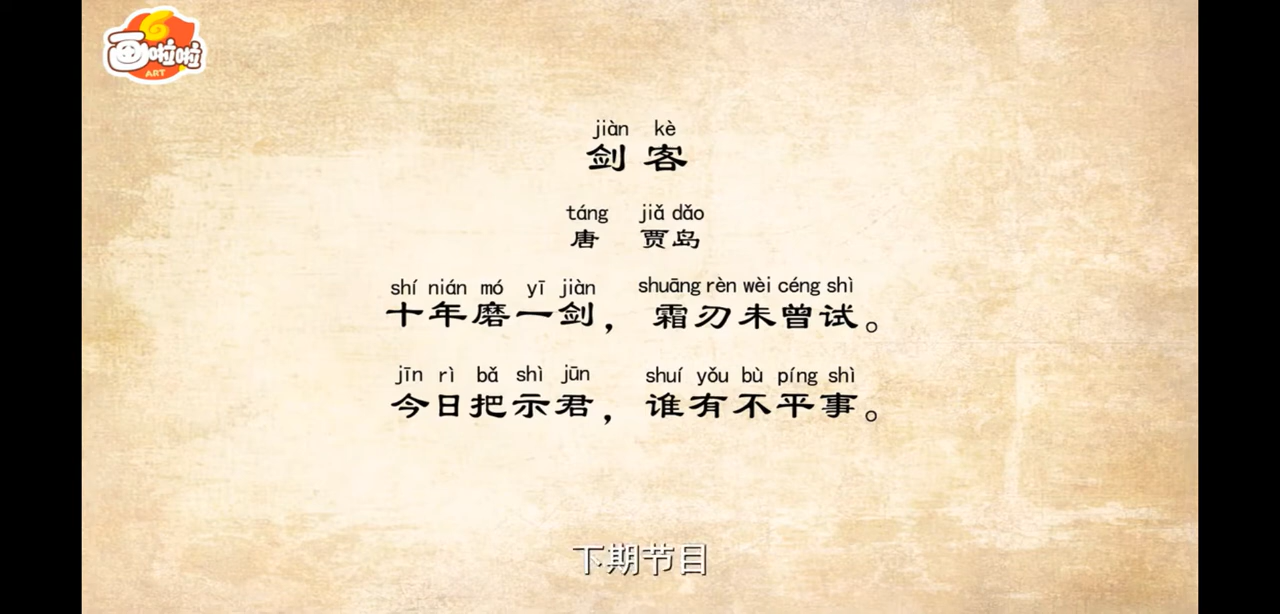 画啦啦
ART
jiàn kè
剑客
táng jiǎ dǎo
唐 贾岛
shí nián mó yī jiàn shuāng rèn wèi céng shì
十年磨一剑，霜刃未曾试。
jīn rì bǎ shì jūn shuí yǒu bù píng shì
今日把示君，谁有不平事。
下期节目